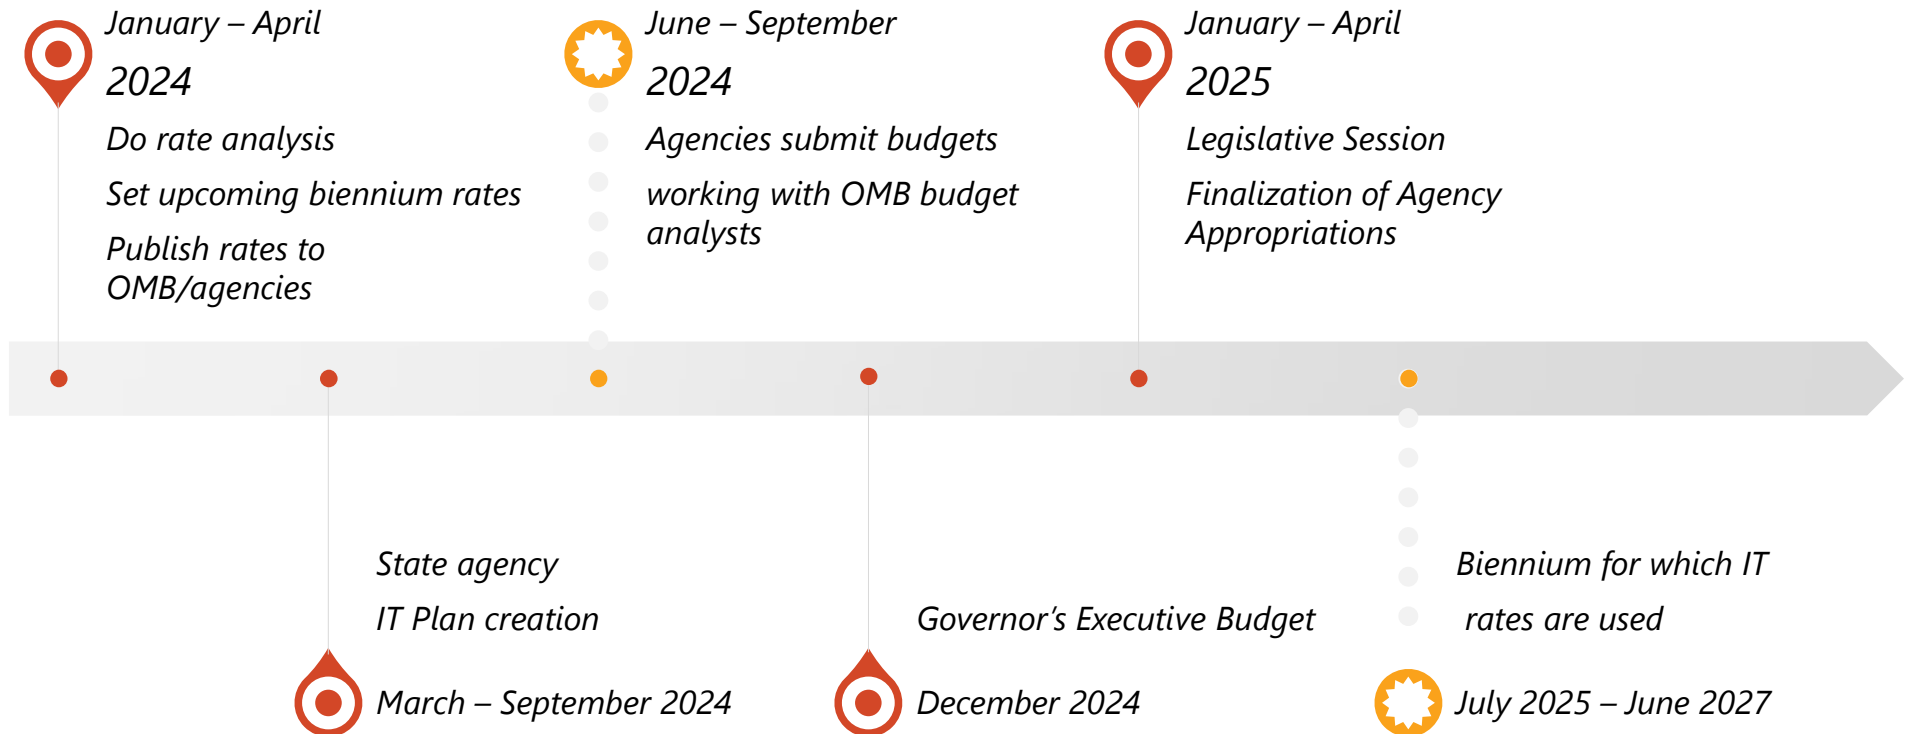 January – April
2024
Do rate analysis
Set upcoming biennium rates
Publish rates to
OMB/agencies
June – September
2024
Agencies submit budgets
working with OMB budget
analysts
January – April
2025
Legislative Session
Finalization of Agency
Appropriations
State agency
IT Plan creation
March – September 2024
Governor’s Executive Budget
December 2024
Biennium for which IT
rates are used
July 2025 – June 2027